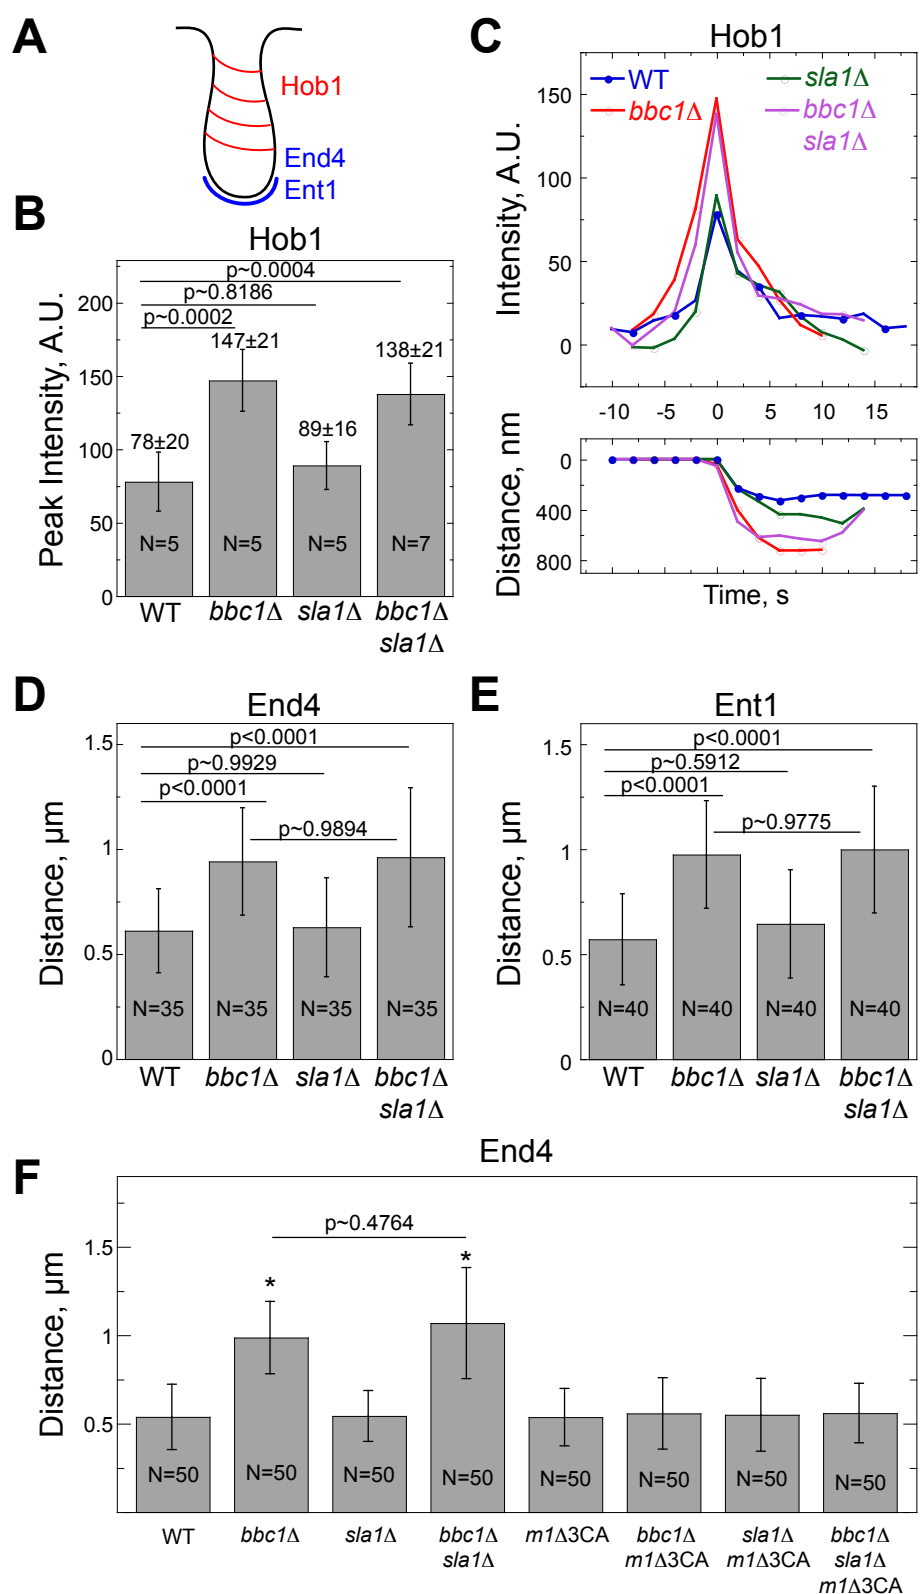 A
Hob1
End4
Ent1
B
Hob1
Peak Intensity, A.U.
200
150
100
50
0
p~0.0004
p~0.8186
p~0.0002
147±21
138±21
78±20
89±16
N=5
N=5
N=5
N=7
WT
bbc1Δ
sla1Δ
bbc1Δ
sla1Δ
C
Hob1
WT
bbc1Δ
sla1Δ
bbc1Δ
sla1Δ
Intensity, A.U.
150
100
50
0
-10 -5 0 5 10 15
Distance, nm
0
400
800
Time, s
D
End4
Distance, µm
1.5
1
0.5
0
p<0.0001
p~0.9929
p<0.0001
p~0.9894
N=35
N=35
N=35
N=35
WT
bbc1Δ
sla1Δ
bbc1Δ
sla1Δ
E
Ent1
Distance, µm
1.5
1
0.5
0
p<0.0001
p~0.5912
p<0.0001
p~0.9775
N=40
N=40
N=40
N=40
WT
bbc1Δ
sla1Δ
bbc1Δ
sla1Δ
F
End4
Distance, µm
1.5
1
0.5
p~0.4764
*
*
N=50
N=50
N=50
N=50
N=50
N=50
N=50
N=50
WT
bbc1Δ
sla1Δ
bbc1Δ
sla1Δ
m1Δ3CA
bbc1Δ
m1Δ3CA
sla1Δ
m1Δ3CA
bbc1Δ
sla1Δ
m1Δ3CA